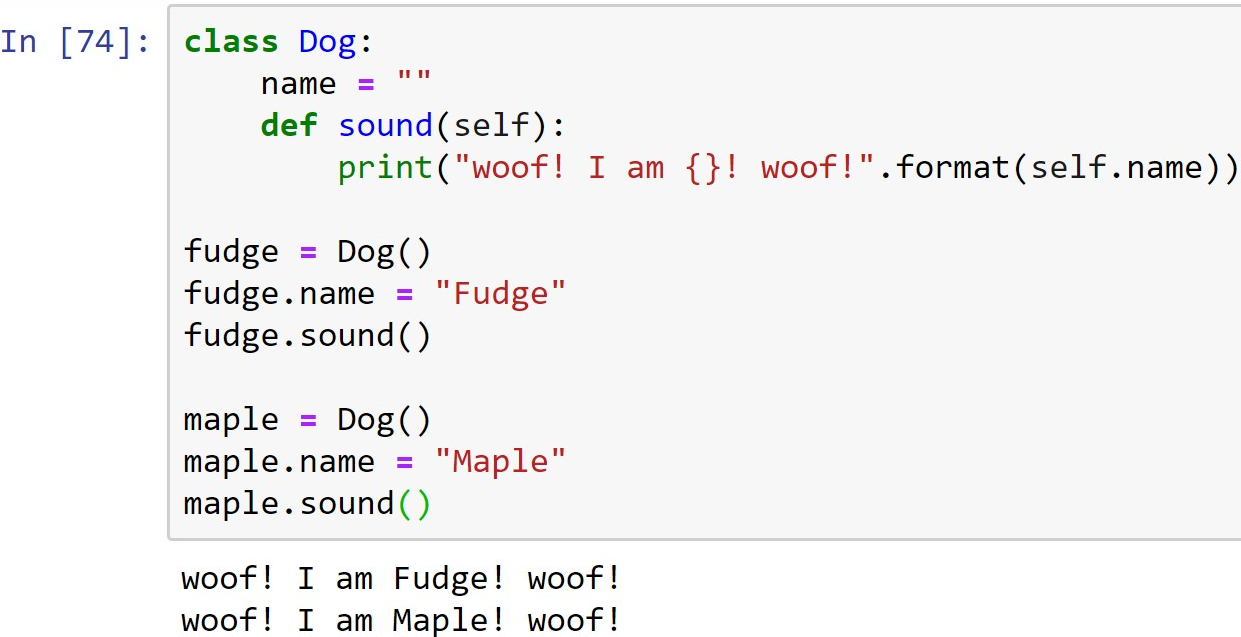 In [74]:
class Dog:
    name = ""
    def sound(self):
        print("woof! I am {}! woof!".format(self.name))

fudge = Dog()
fudge.name = "Fudge"
fudge.sound()

maple = Dog()
maple.name = "Maple"
maple.sound()

woof! I am Fudge! woof!
woof! I am Maple! woof!